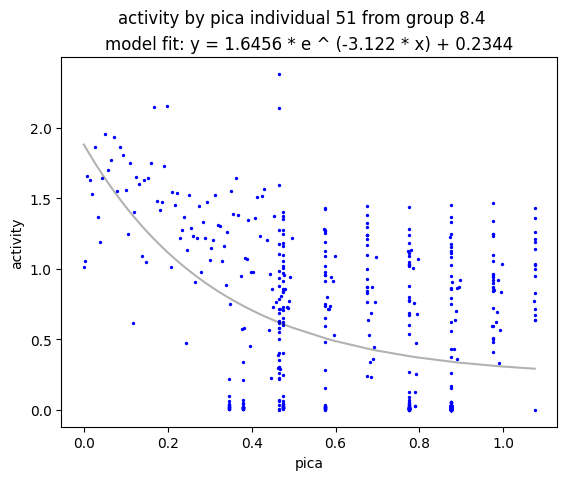 activity by pica individual 51 from group 8.4
model fit: y = 1.6456 * e ^ (-3.122 * x) + 0.2344
2.0
1.5
1.0
0.5
0.0
activity
0.0 0.2 0.4 0.6 0.8 1.0
pica